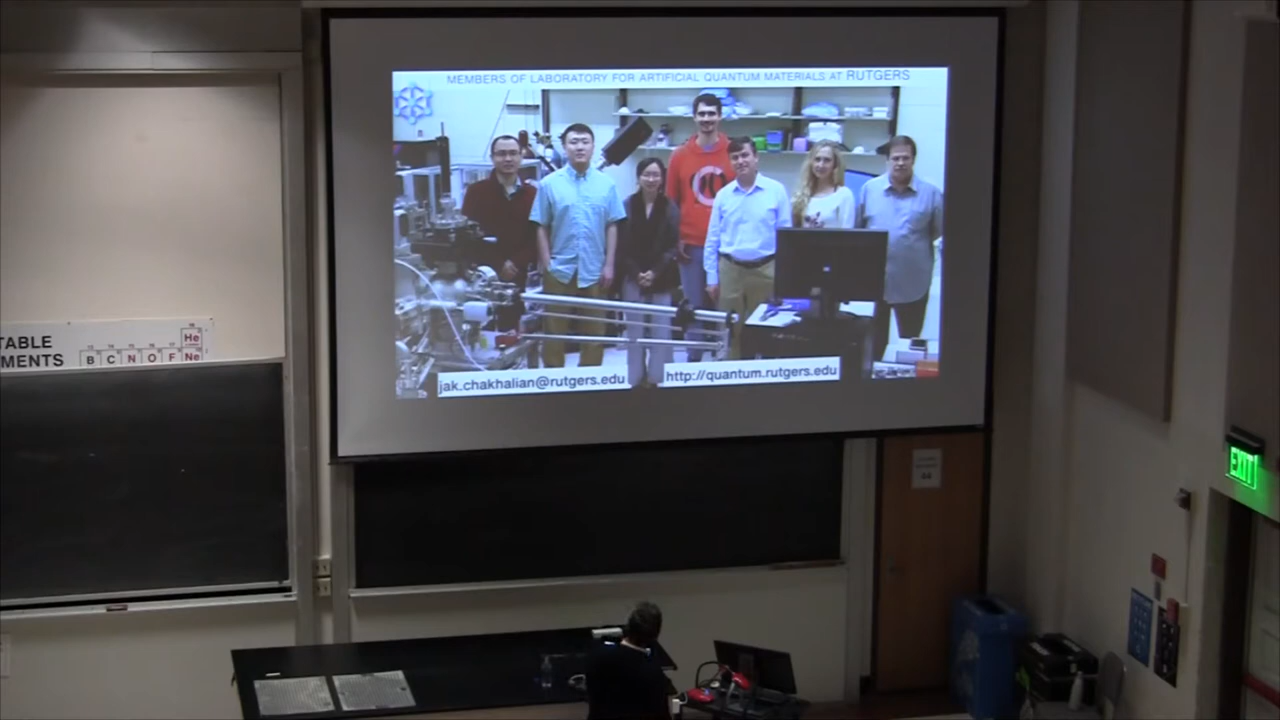 MEMBERS OF LABORATORY FOR ARTIFICIAL QUANTUM MATERIALS AT RUTGERS
jak.chakhalian@rutgers.edu
http://quantum.rutgers.edu
TABLE
MENTS
B C N O F
He
Ne
EXIT